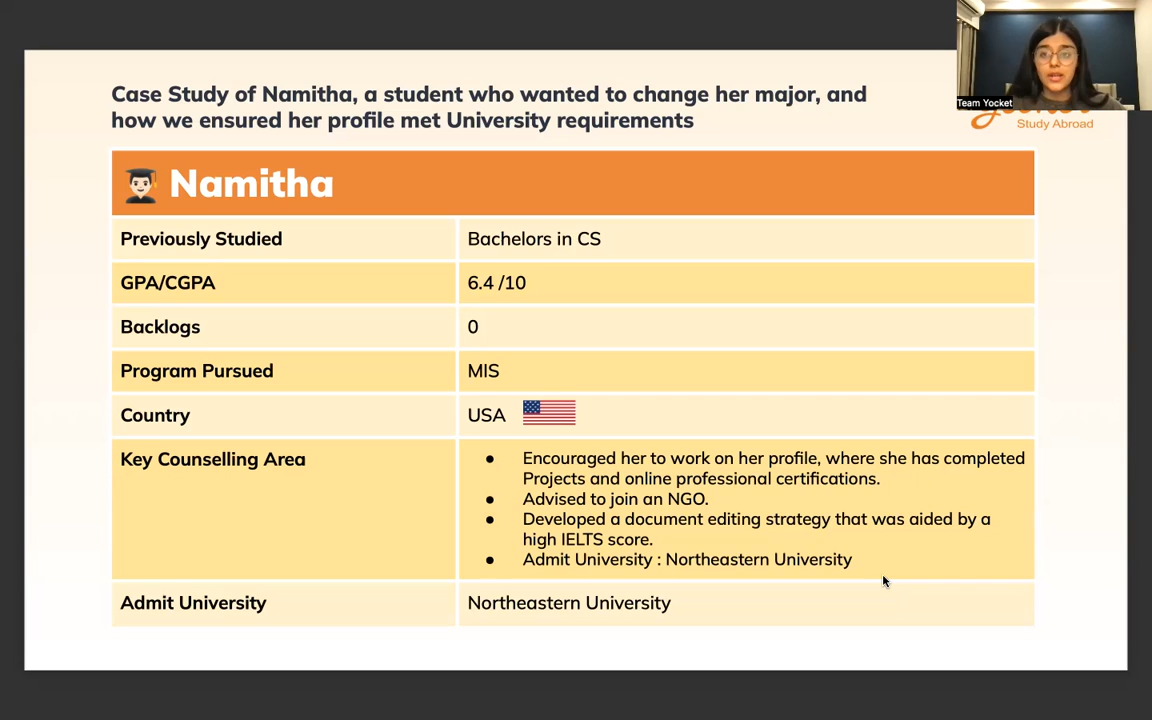 Case Study of Namitha, a student who wanted to change her major, and
how we ensured her profile met University requirements
Team Yocket
Study Abroad
Namitha
Previously Studied Bachelors in CS
GPA/CGPA 6.4 /10
Backlogs 0
Program Pursued MIS
Country USA
Key Counselling Area
● Encouraged her to work on her profile, where she has completed
Projects and online professional certifications.
● Advised to join an NGO.
● Developed a document editing strategy that was aided by a
high IELTS score.
● Admit University : Northeastern University
Admit University Northeastern University